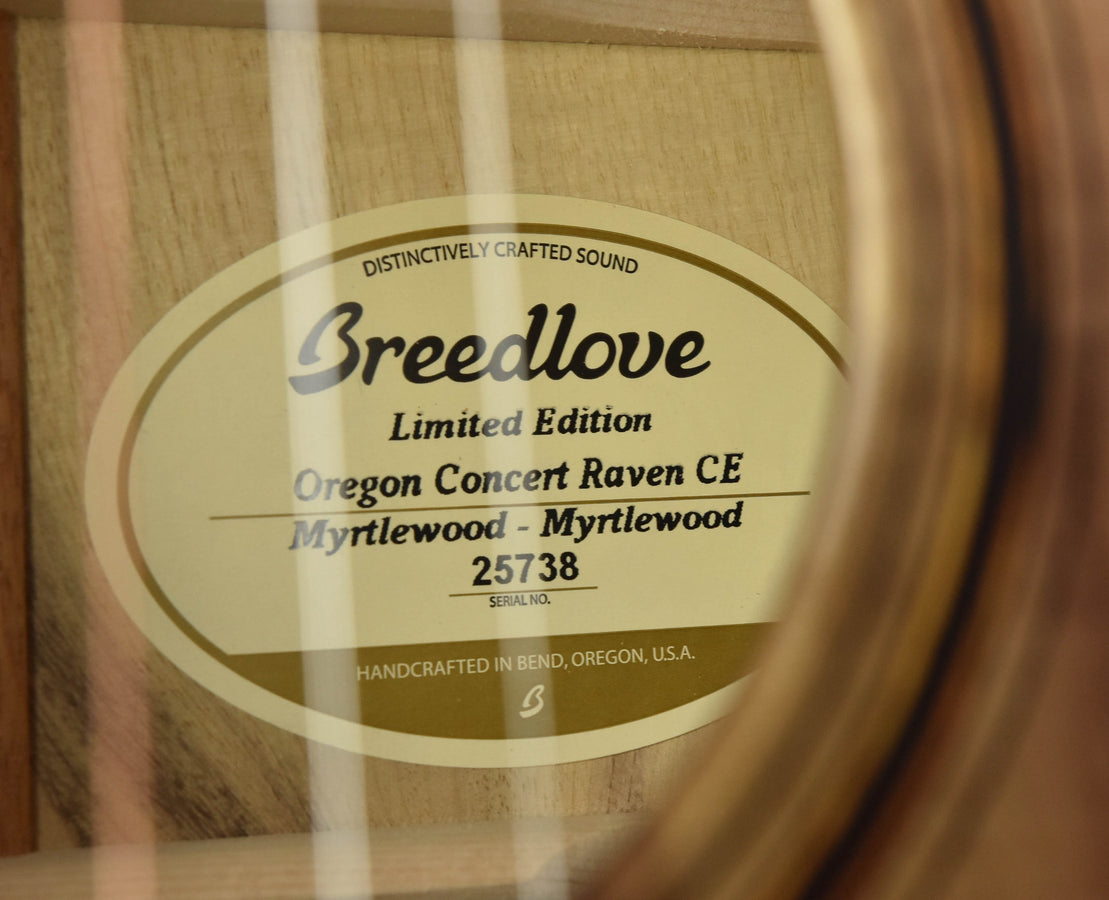 DISTINCTIVELY CRAFTED SOUND
Breedlove
Limited Edition
Oregon Concert Raven CE
Myrtlewood - Myrtlewood
25738
SERIAL NO.
HANDCRAFTED IN BEND, OREGON, U.S.A.
B